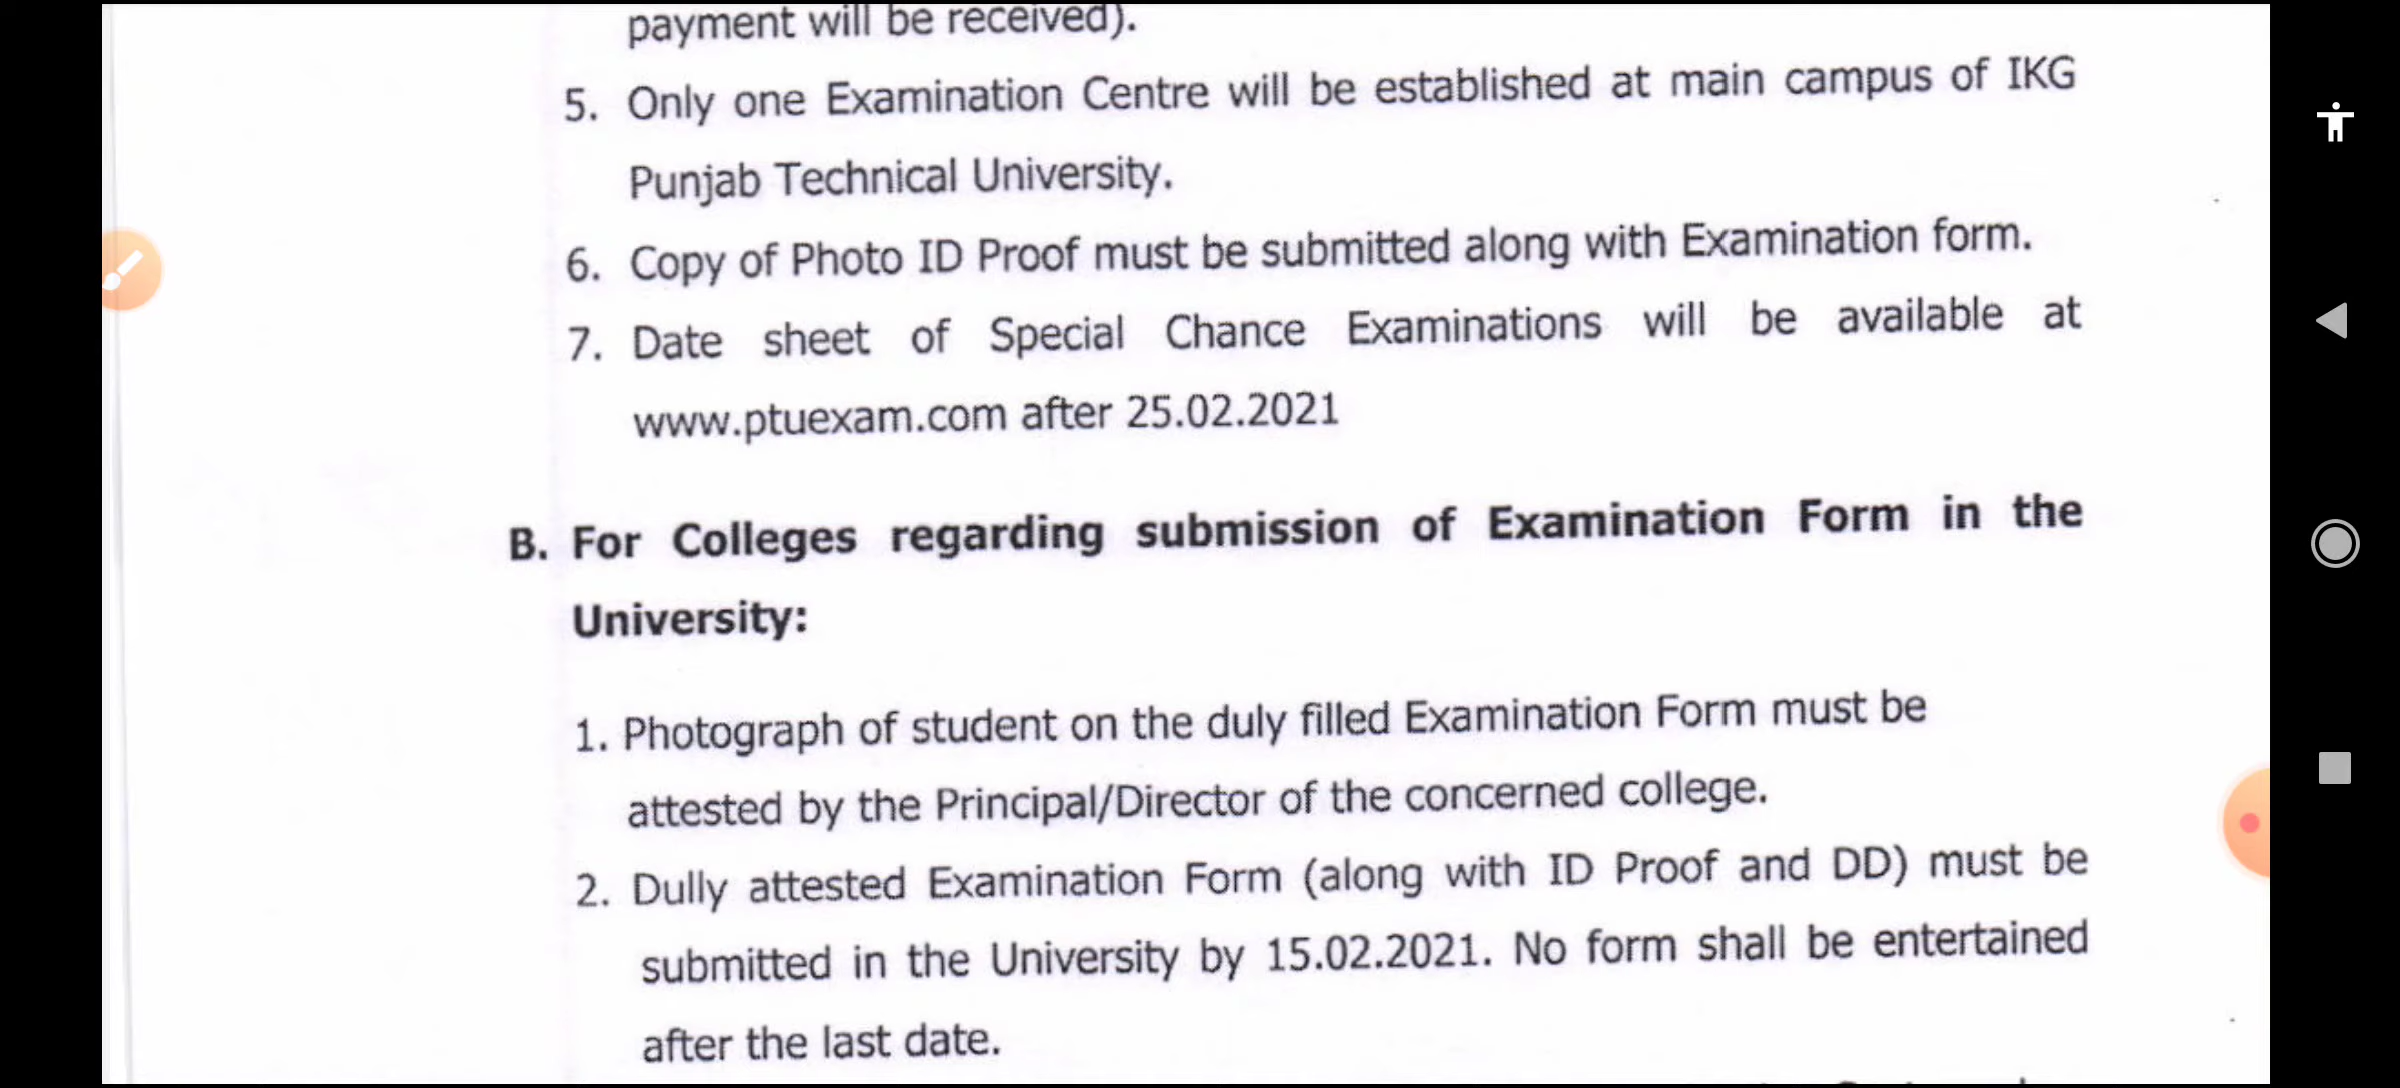 payment will be received).
5. Only one Examination Centre will be established at main campus of IKG
Punjab Technical University.
6. Copy of Photo ID Proof must be submitted along with Examination form.
7. Date sheet of Special Chance Examinations will be available at
www.ptuexam.com after 25.02.2021
B. For Colleges regarding submission of Examination Form in the
University:
1. Photograph of student on the duly filled Examination Form must be
attested by the Principal/Director of the concerned college.
2. Dully attested Examination Form (along with ID Proof and DD) must be
submitted in the University by 15.02.2021. No form shall be entertained
after the last date.